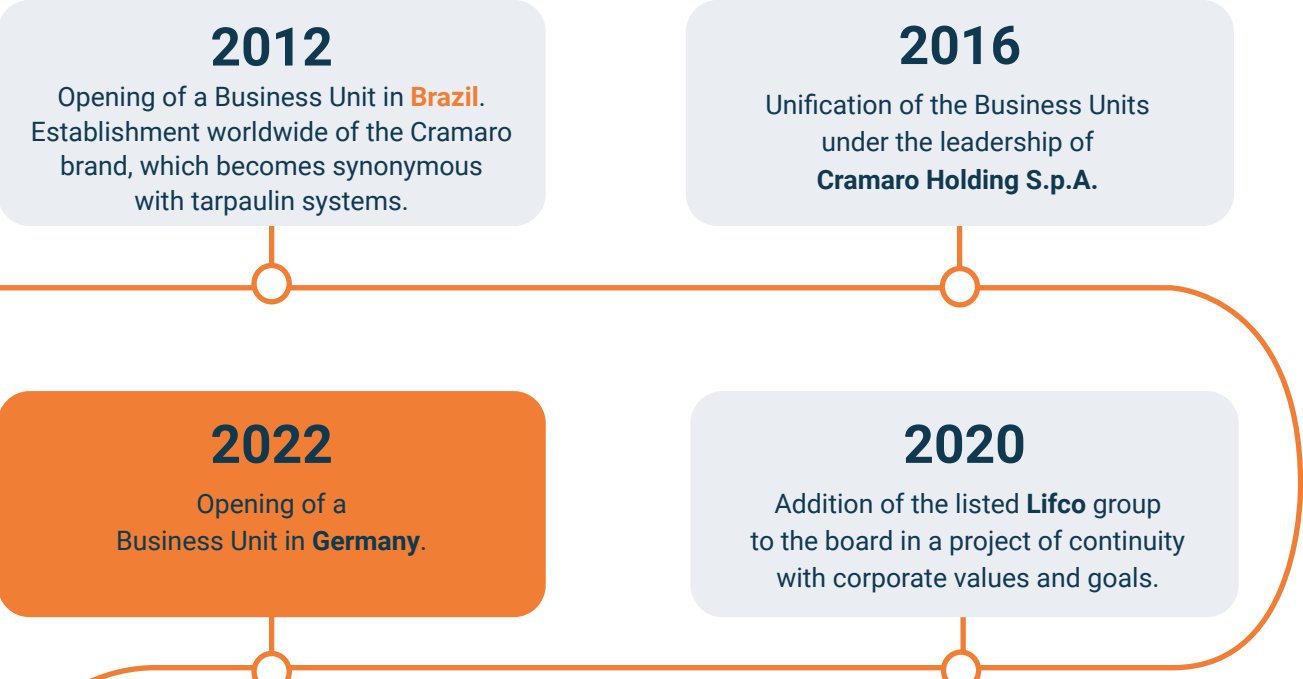 2012
Opening of a Business Unit in Brazil.
Establishment worldwide of the Cramaro
brand, which becomes synonymous
with tarpaulin systems.
2016
Unification of the Business Units
under the leadership of
Cramaro Holding S.p.A.
2022
Opening of a
Business Unit in Germany.
2020
Addition of the listed Lifco group
to the board in a project of continuity
with corporate values and goals.